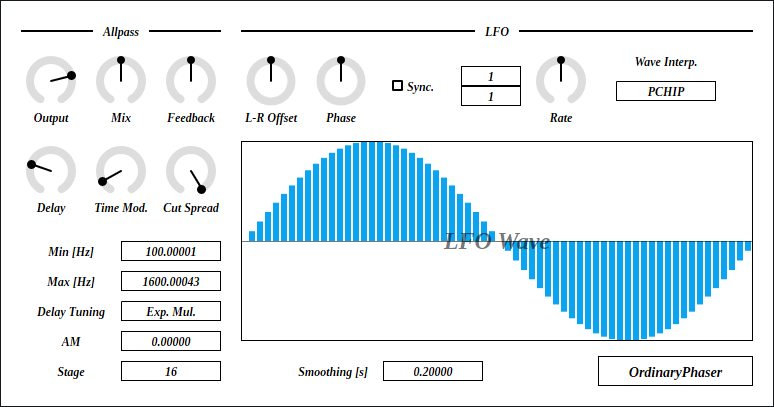 Allpass
LFO
Output
Mix
Feedback
L-R Offset
Phase
Sync.
1
1
Rate
Wave Interp.
PCHIP
Delay
Time Mod.
Cut Spread
LFO Wave
Min [Hz]
100.00001
Max [Hz]
1600.00043
Delay Tuning
Exp. Mul.
AM
0.00000
Stage
16
Smoothing [s]
0.20000
OrdinaryPhaser